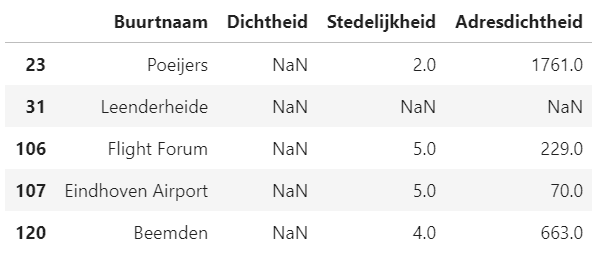 Buurtnaam Dichtheid Stedelijkheid Adresdichtheid
23 Poeijers NaN 2.0 1761.0
31 Leenderheide NaN NaN NaN
106 Flight Forum NaN 5.0 229.0
107 Eindhoven Airport NaN 5.0 70.0
120 Beemden NaN 4.0 663.0